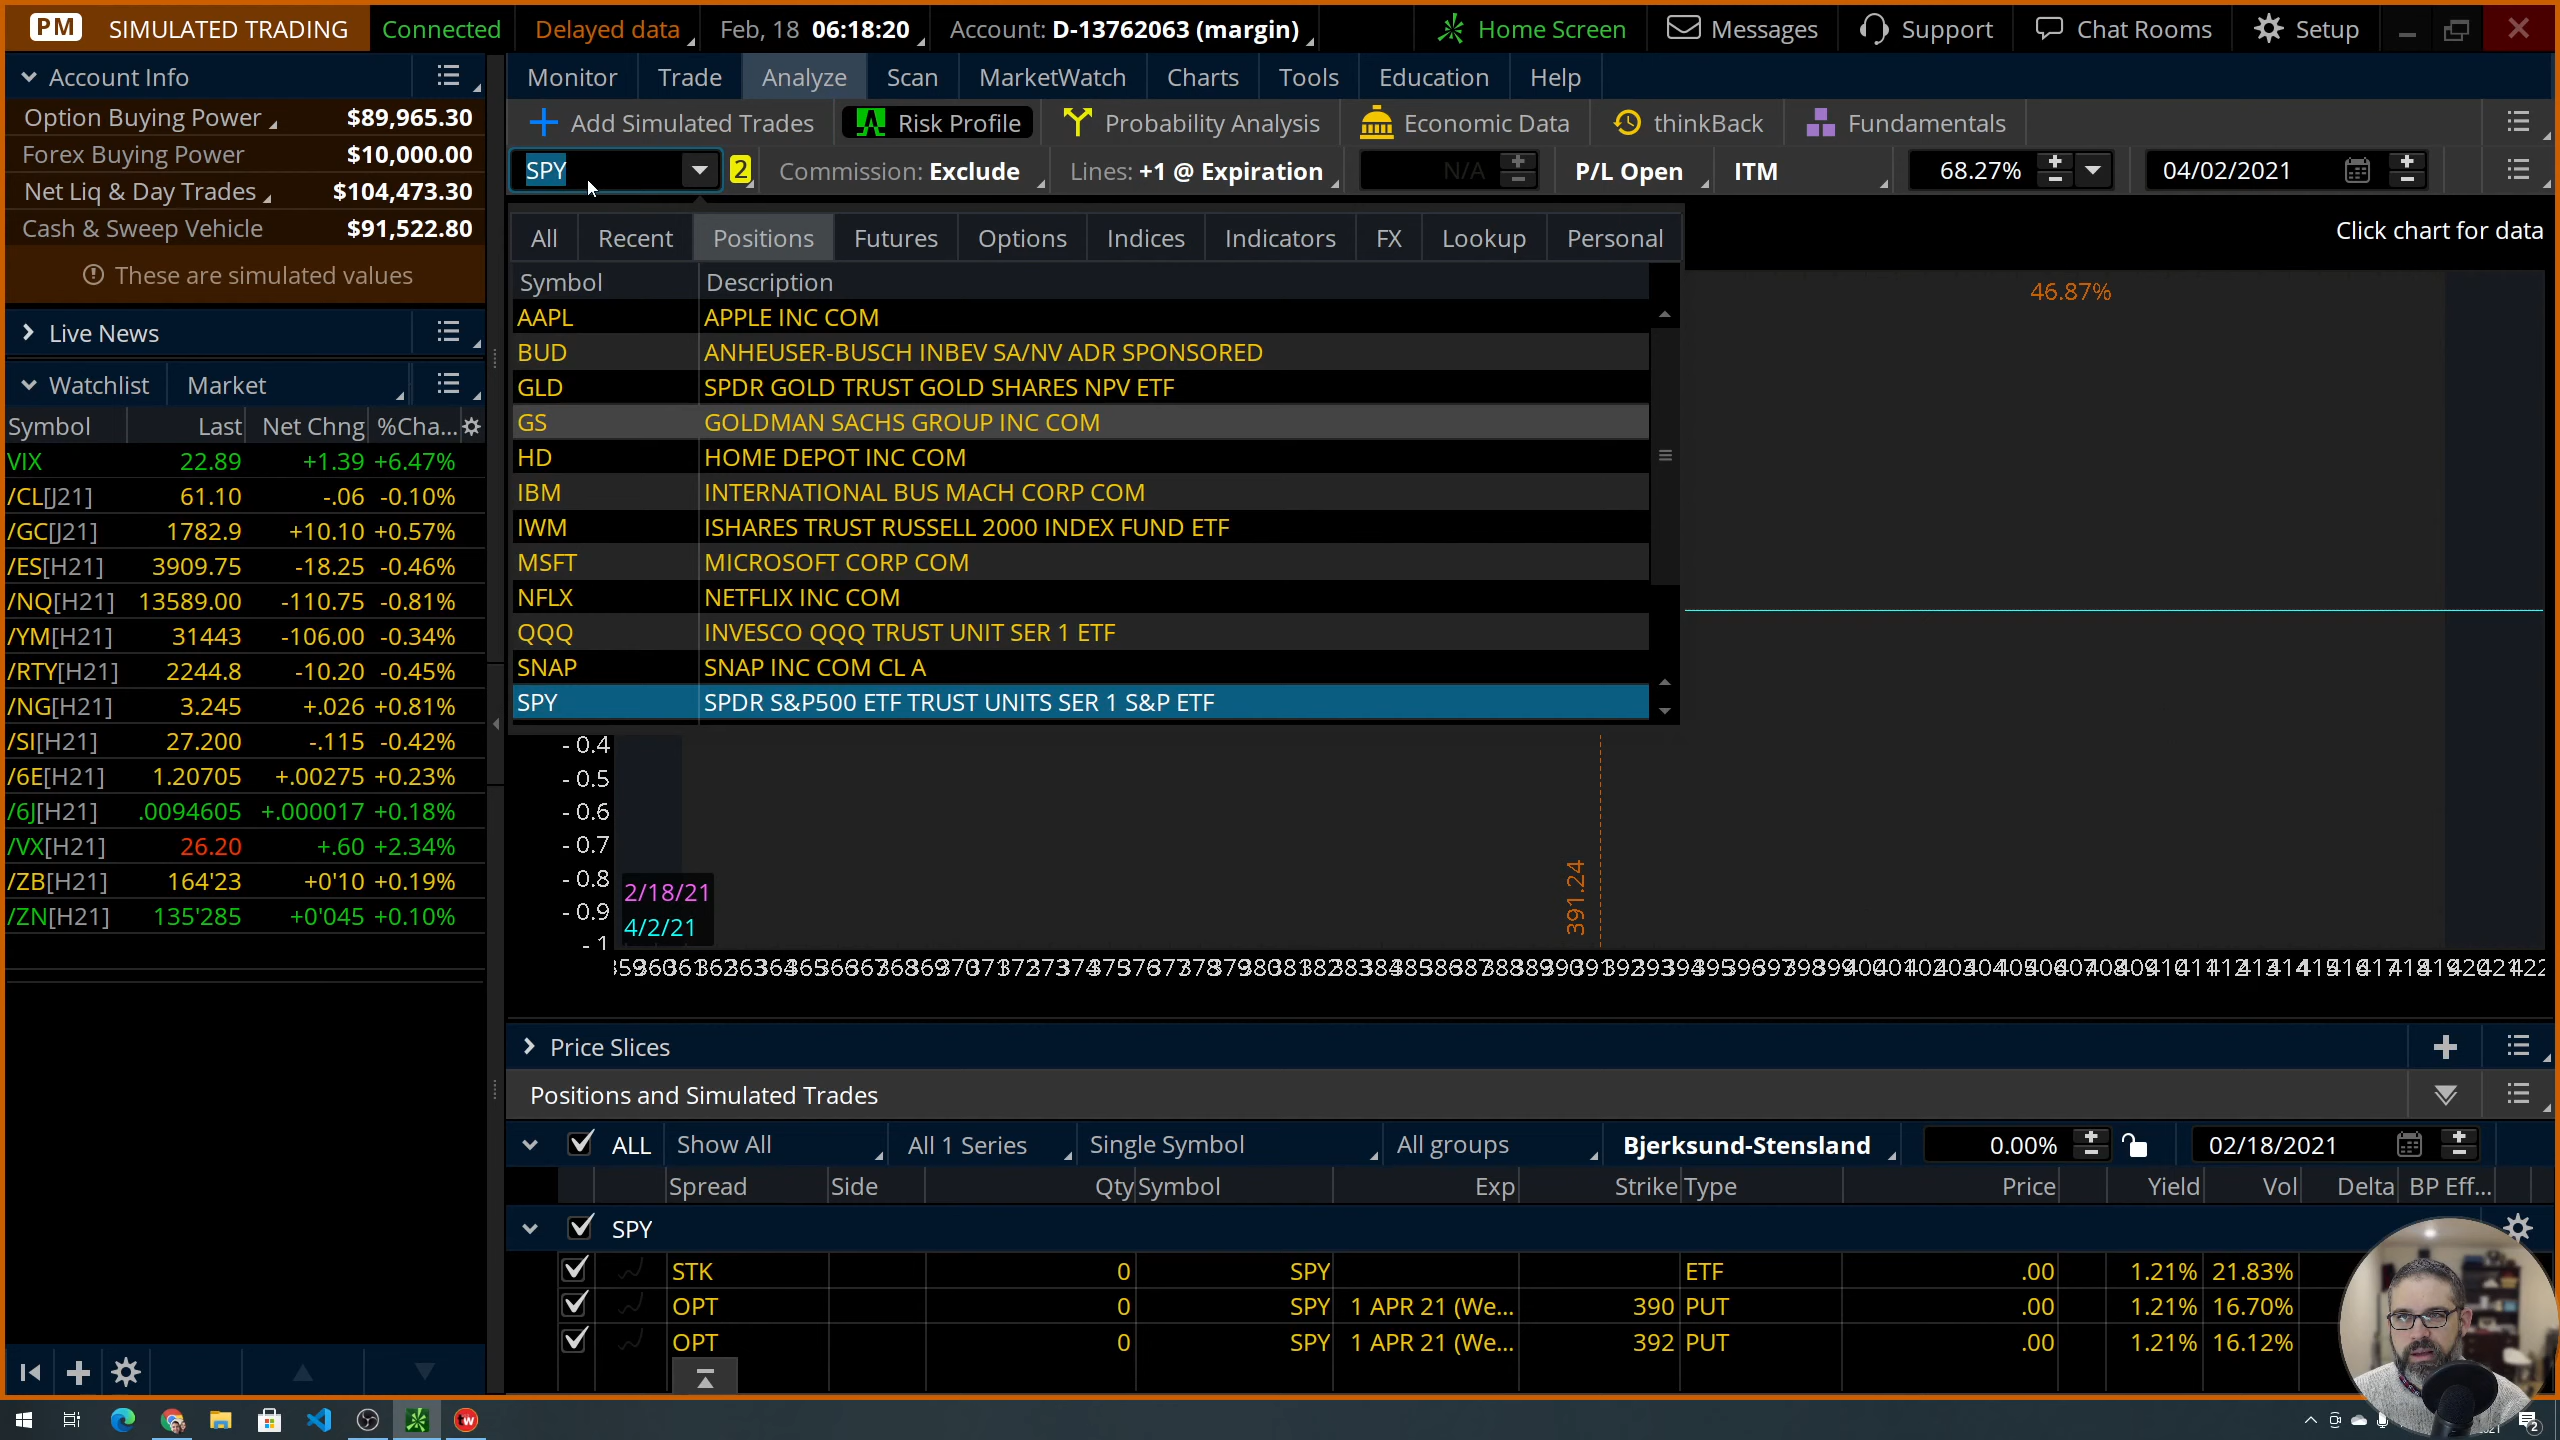 PM SIMULATED TRADING Connected Delayed data Feb, 18 06:18:20 Account: D-13762063 (margin) Home Screen Messages Support Chat Rooms Setup
Account Info
Option Buying Power $89,965.30
Forex Buying Power $10,000.00
Net Liq & Day Trades $104,473.30
Cash & Sweep Vehicle $91,522.80
These are simulated values
Live News
Watchlist Market
Symbol Last Net Chng %Cha...
VIX 22.89 +1.39 +6.47%
/CL[J21] 61.10 -.06 -0.10%
/GC[J21] 1782.9 +10.10 +0.57%
/ES[H21] 3909.75 -18.25 -0.46%
/NQ[H21] 13589.00 -110.75 -0.81%
/YM[H21] 31443 -106.00 -0.34%
/RTY[H21] 2244.8 -10.20 -0.45%
/NG[H21] 3.245 +.026 +0.81%
/SI[H21] 27.200 -.115 -0.42%
/6E[H21] 1.20705 +.00275 +0.23%
/6J[H21] .0094605 +.000017 +0.18%
/VX[H21] 26.20 +.60 +2.34%
/ZB[H21] 164'23 +0'10 +0.19%
/ZN[H21] 135'285 +0'045 +0.10%
Monitor Trade Analyze Scan MarketWatch Charts Tools Education Help
Add Simulated Trades Risk Profile Probability Analysis Economic Data thinkBack Fundamentals
SPY 2 Commission: Exclude Lines: +1 @ Expiration N/A P/L Open ITM 68.27% 04/02/2021
All Recent Positions Futures Options Indices Indicators FX Lookup Personal
Click chart for data
Symbol Description
46.87%
AAPL APPLE INC COM
BUD ANHEUSER-BUSCH INBEV SA/NV ADR SPONSORED
GLD SPDR GOLD TRUST GOLD SHARES NPV ETF
GS GOLDMAN SACHS GROUP INC COM
HD HOME DEPOT INC COM
IBM INTERNATIONAL BUS MACH CORP COM
IWM ISHARES TRUST RUSSELL 2000 INDEX FUND ETF
MSFT MICROSOFT CORP COM
NFLX NETFLIX INC COM
QQQ INVESCO QQQ TRUST UNIT SER 1 ETF
SNAP SNAP INC COM CL A
SPY SPDR S&P500 ETF TRUST UNITS SER 1 S&P ETF
- 0.4
- 0.5
- 0.6
- 0.7
- 0.8
- 0.9
- 1
2/18/21
4/2/21
391.24
Price Slices
Positions and Simulated Trades
ALL Show All All 1 Series Single Symbol All groups Bjerksund-Stensland 0.00% 02/18/2021
Spread Side Qty Symbol Exp Strike Type Price Yield Vol Delta BP Eff...
SPY
STK 0 SPY ETF .00 1.21% 21.83%
OPT 0 SPY 1 APR 21 (We... 390 PUT .00 1.21% 16.70%
OPT 0 SPY 1 APR 21 (We... 392 PUT .00 1.21% 16.12%
tw
2